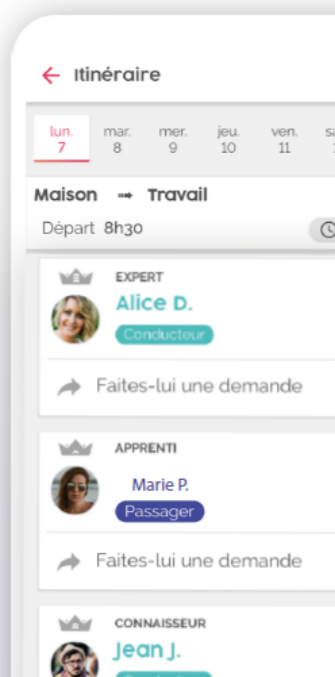 Itinéraire
lun. mar. mer. jeu. ven.
7 8 9 10 11
Maison ➟ Travail
Départ 8h30
EXPERT
Alice D.
Conducteur
Faites-lui une demande
APPRENTI
Marie P.
Passager
Faites-lui une demande
CONNAISSEUR
Jean J.